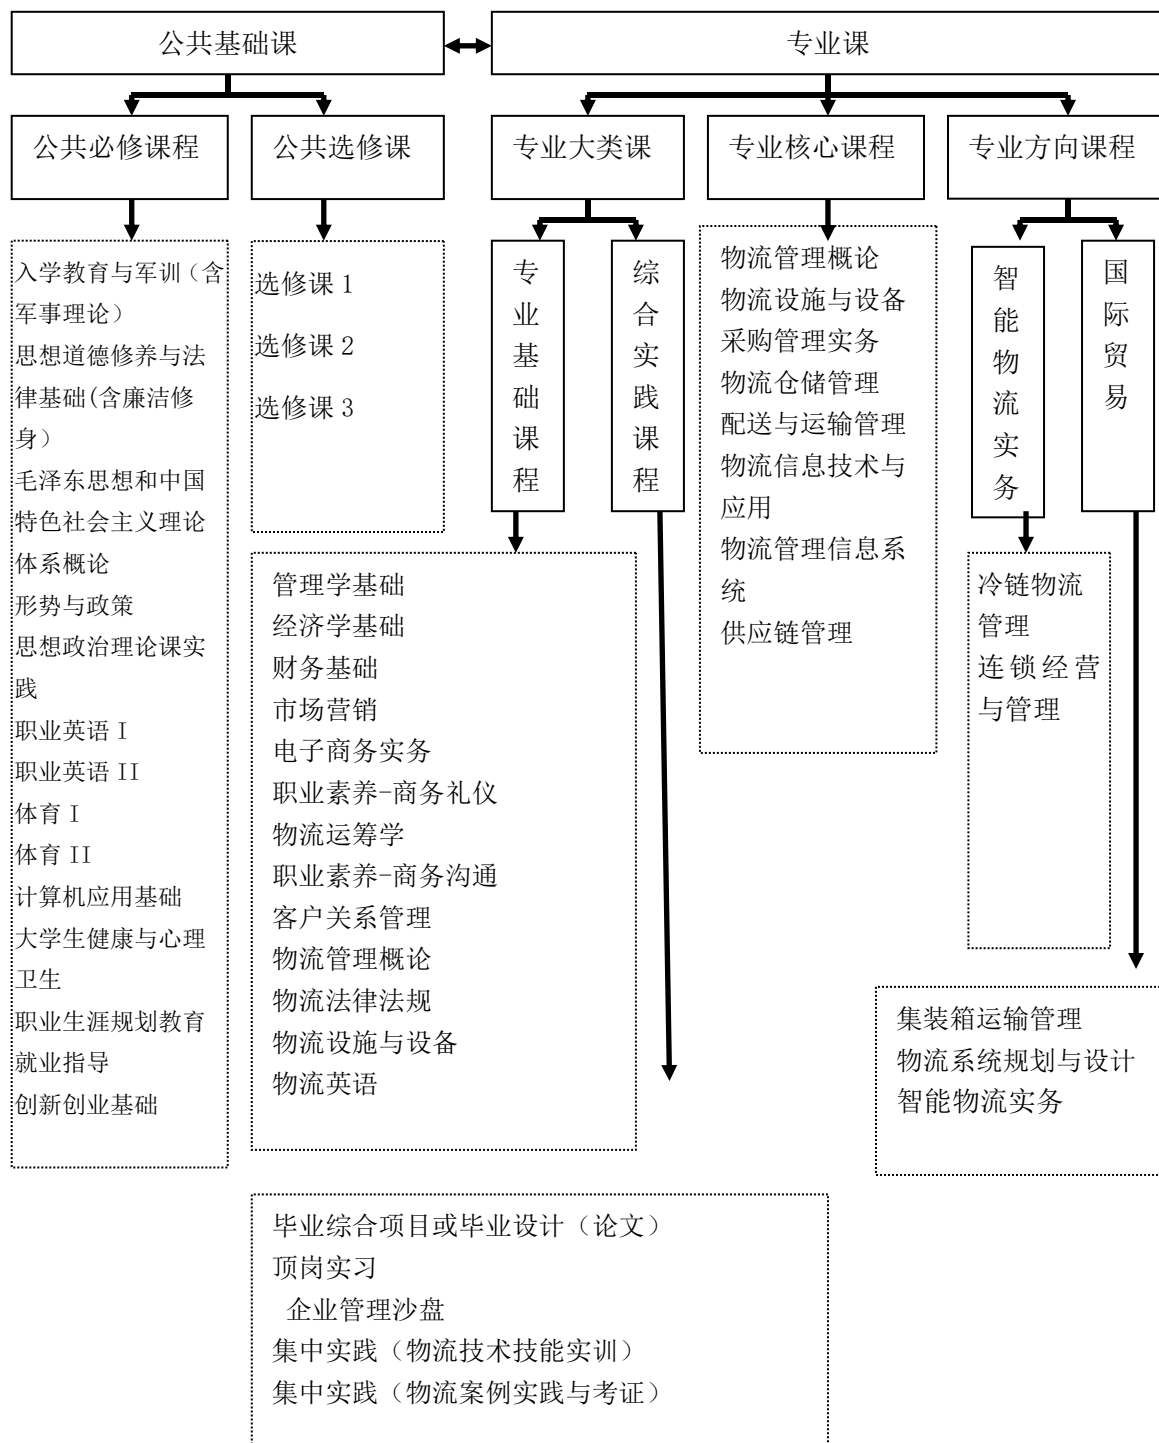 公共基础课
专业课
公共必修课程
公共选修课
专业大类课
专业核心课程
专业方向课程
入学教育与军训（含
军事理论）
思想道德修养与法
律基础(含廉洁修
身）
毛泽东思想和中国
特色社会主义理论
体系概论
形势与政策
思想政治理论课实
践
职业英语 I
职业英语 II
体育 I
体育 II
计算机应用基础
大学生健康与心理
卫生
职业生涯规划教育
就业指导
创新创业基础
选修课 1
选修课 2
选修课 3
专业基础课程
综合实践课程
物流管理概论
物流设施与设备
采购管理实务
物流仓储管理
配送与运输管理
物流信息技术与
应用
物流管理信息系
统
供应链管理
智能物流实务
国际贸易
管理学基础
经济学基础
财务基础
市场营销
电子商务实务
职业素养-商务礼仪
物流运筹学
职业素养-商务沟通
客户关系管理
物流管理概论
物流法律法规
物流设施与设备
物流英语
冷链物流
管理
连锁经营
与管理
集装箱运输管理
物流系统规划与设计
智能物流实务
毕业综合项目或毕业设计（论文）
顶岗实习
企业管理沙盘
集中实践（物流技术技能实训）
集中实践（物流案例实践与考证）